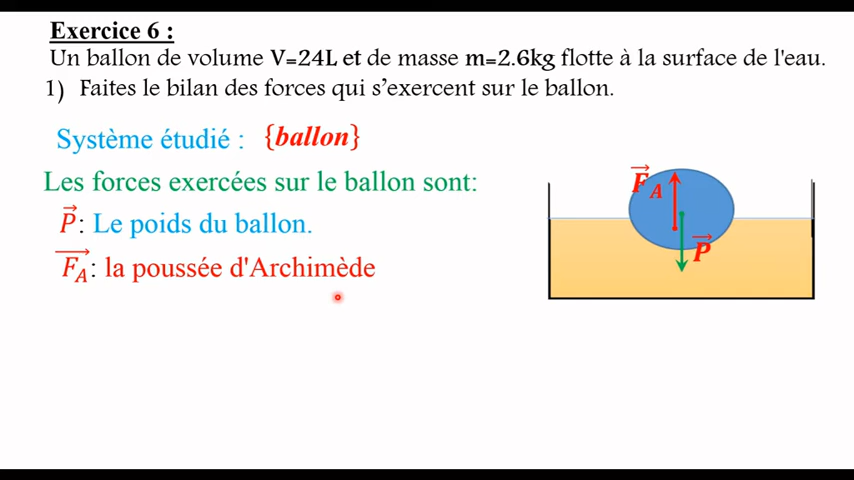 Exercice 6 :
Un ballon de volume V=24L et de masse m=2.6kg flotte à la surface de l'eau.
1) Faites le bilan des forces qui s’exercent sur le ballon.
Système étudié : {ballon}
Les forces exercées sur le ballon sont:
P⃗: Le poids du ballon.
F_A⃗: la poussée d'Archimède
F⃗_A
P⃗